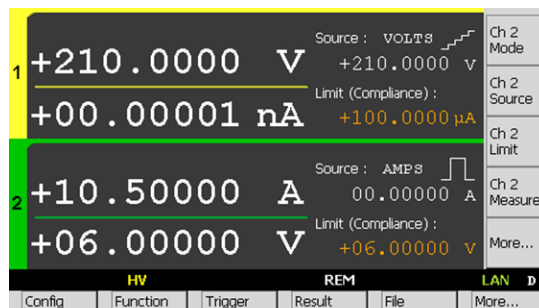 1
+210.0000 V
+00.00001 nA
Source : VOLTS
+210.0000 V
Limit (Compliance) :
+100.0000 µA
2
+10.50000 A
+06.00000 V
Source : AMPS
00.00000 A
Limit (Compliance) :
+06.00000 V
Ch 2
Mode
Ch 2
Source
Ch 2
Limit
Ch 2
Measure
More...
HV REM LAN D
Config Function Trigger Result File More...